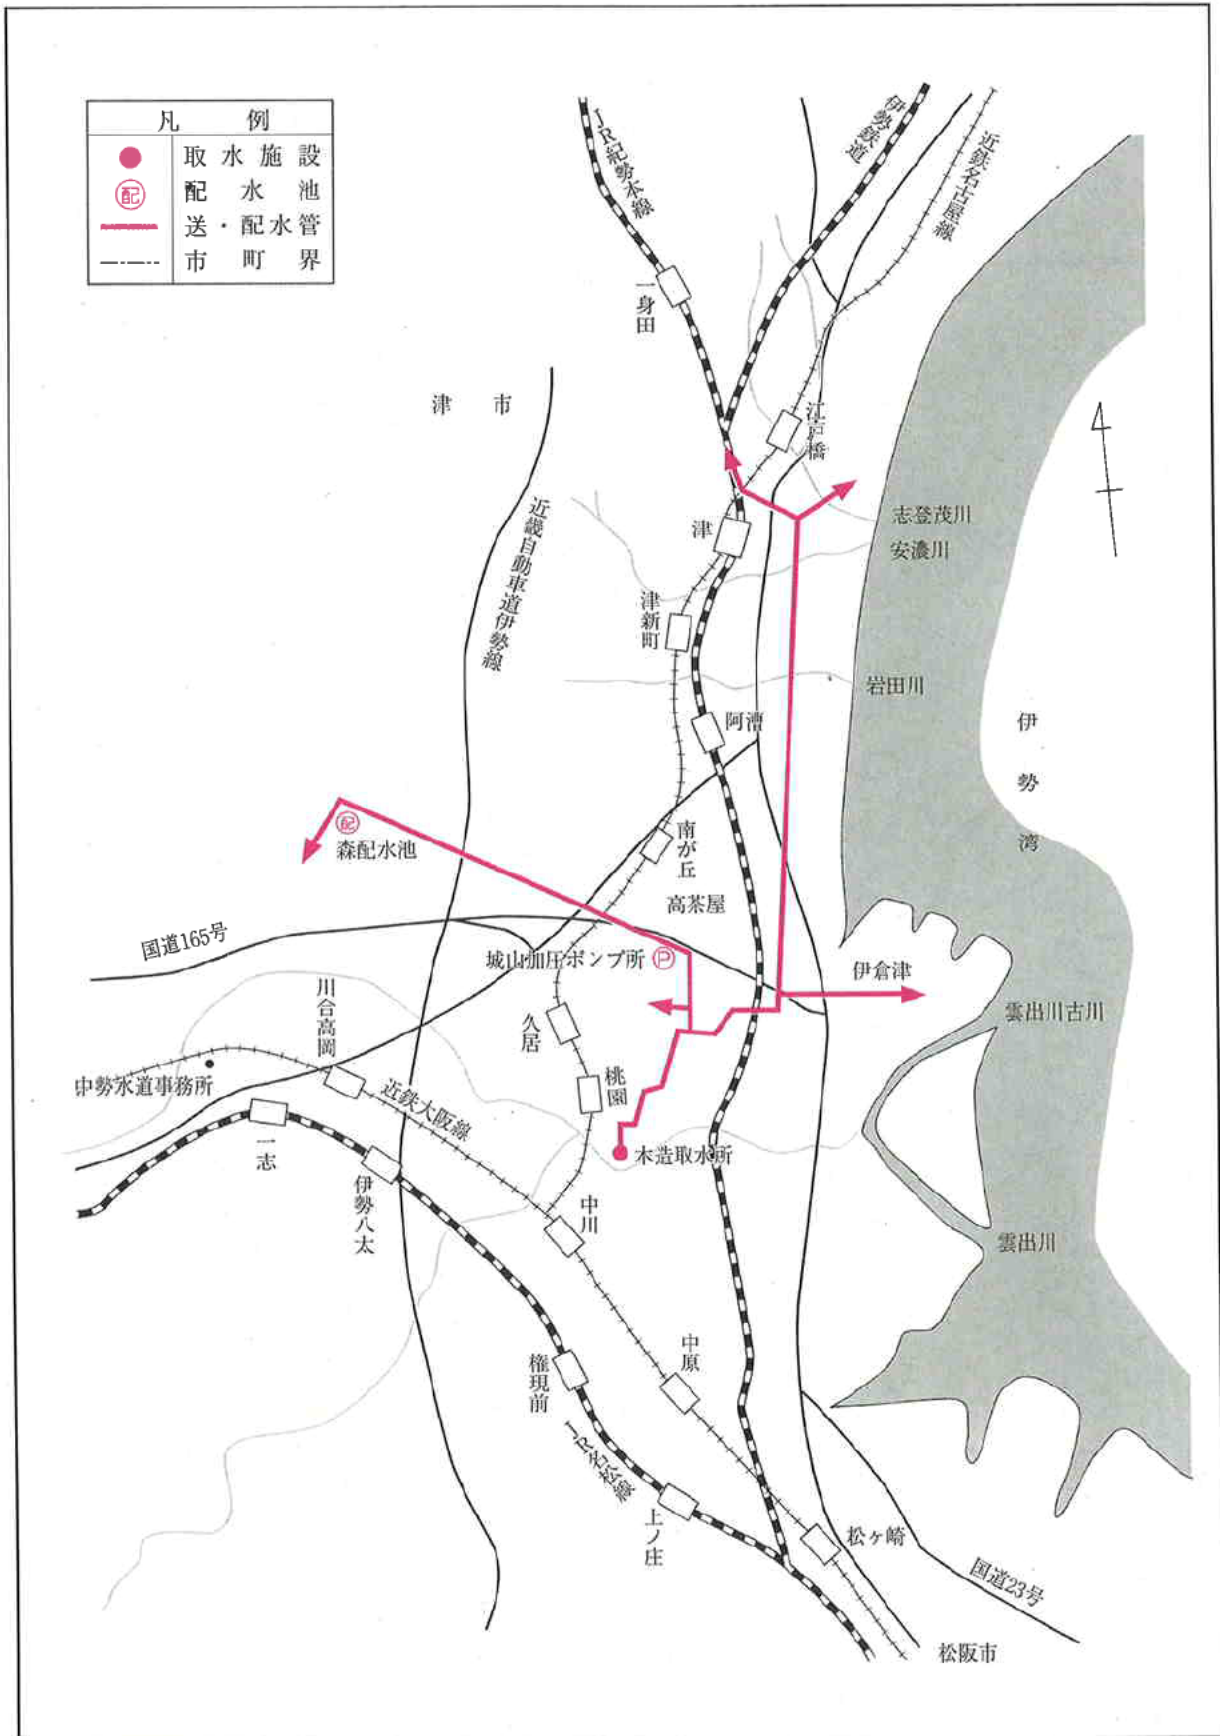 凡例
取水施設
配 配水池
送・配水管
市町界
JR紀勢本線
伊勢鉄道
近鉄名古屋線
一身田
津市
江戸橋
近畿自動車道伊勢線
津
志登茂川
安濃川
津新町
岩田川
阿漕
伊勢湾
配
森配水池
南が丘
高茶屋
国道165号
城山加圧ポンプ所 P
伊倉津
川合高岡
久居
雲出川古川
中勢水道事務所
近鉄大阪線
桃園
一志
木造取水所
伊勢八太
中川
雲出川
中原
権現前
JR名松線
上ノ庄
松ヶ崎
国道23号
松阪市